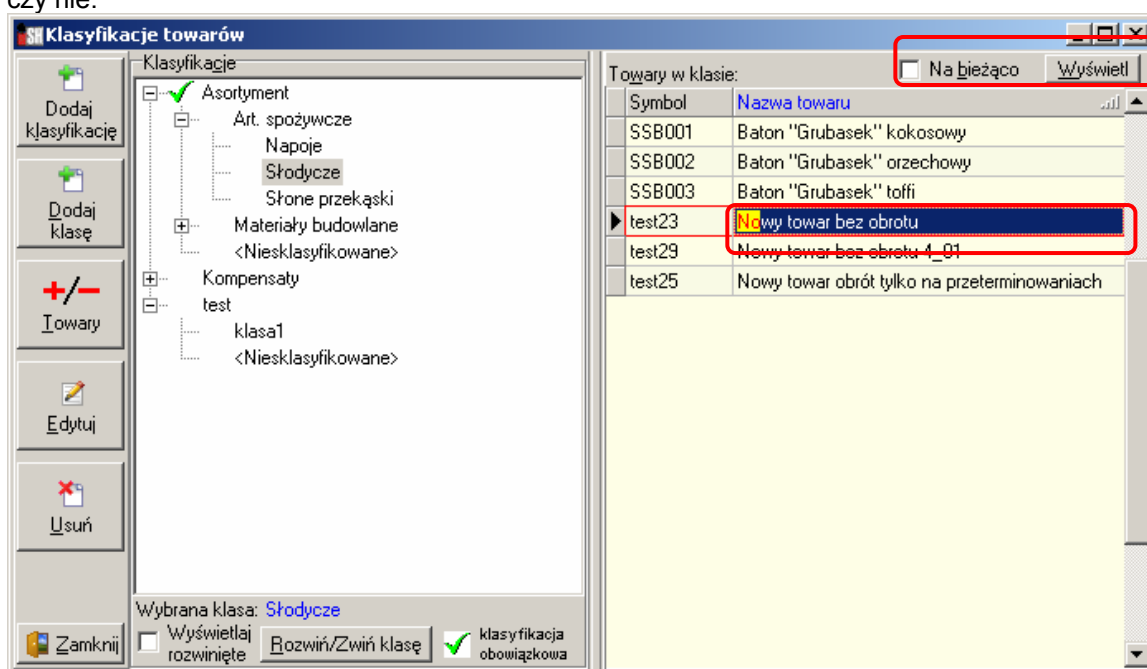 czy nie.
SH Klasyfikacje towarów
Dodaj
klasyfikację
Dodaj
klasę
+/−
Towary
Edytuj
Usuń
Zamknij
Klasyfikacje
Asortyment
Art. spożywcze
Napoje
Słodycze
Słone przekąski
Materiały budowlane
<Niesklasyfikowane>
Kompensaty
test
klasa1
<Niesklasyfikowane>
Wybrana klasa: Słodycze
Wyświetlaj
rozwinięte
Rozwiń/Zwiń klasę
klasyfikacja
obowiązkowa
Towary w klasie:
Na bieżąco
Wyświetl
Symbol Nazwa towaru
SSB001 Baton "Grubasek" kokosowy
SSB002 Baton "Grubasek" orzechowy
SSB003 Baton "Grubasek" toffi
test23 Nowy towar bez obrotu
test29 Nowy towar bez obrotu 4_01
test25 Nowy towar obrót tylko na przeterminowaniach